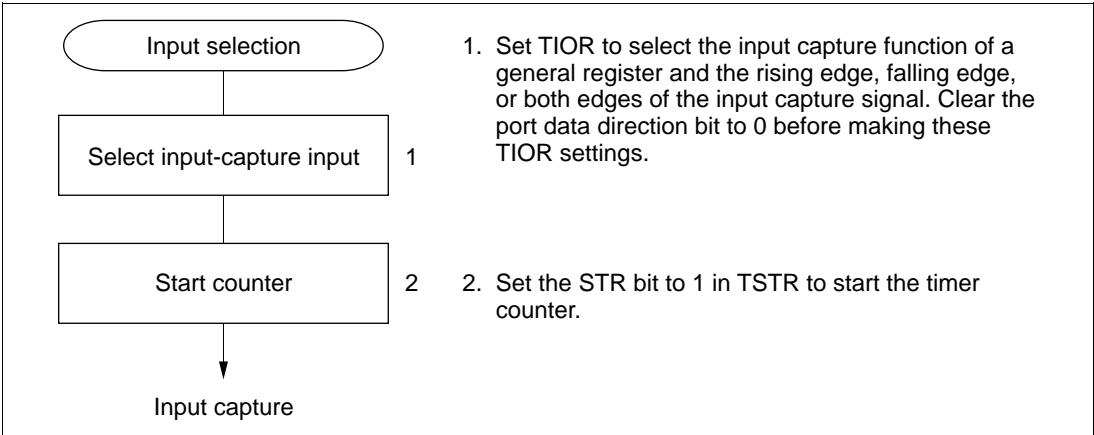 Input selection
Select input-capture input 1
Start counter 2
Input capture
1. Set TIOR to select the input capture function of a
general register and the rising edge, falling edge,
or both edges of the input capture signal. Clear the
port data direction bit to 0 before making these
TIOR settings.
2. Set the STR bit to 1 in TSTR to start the timer
counter.